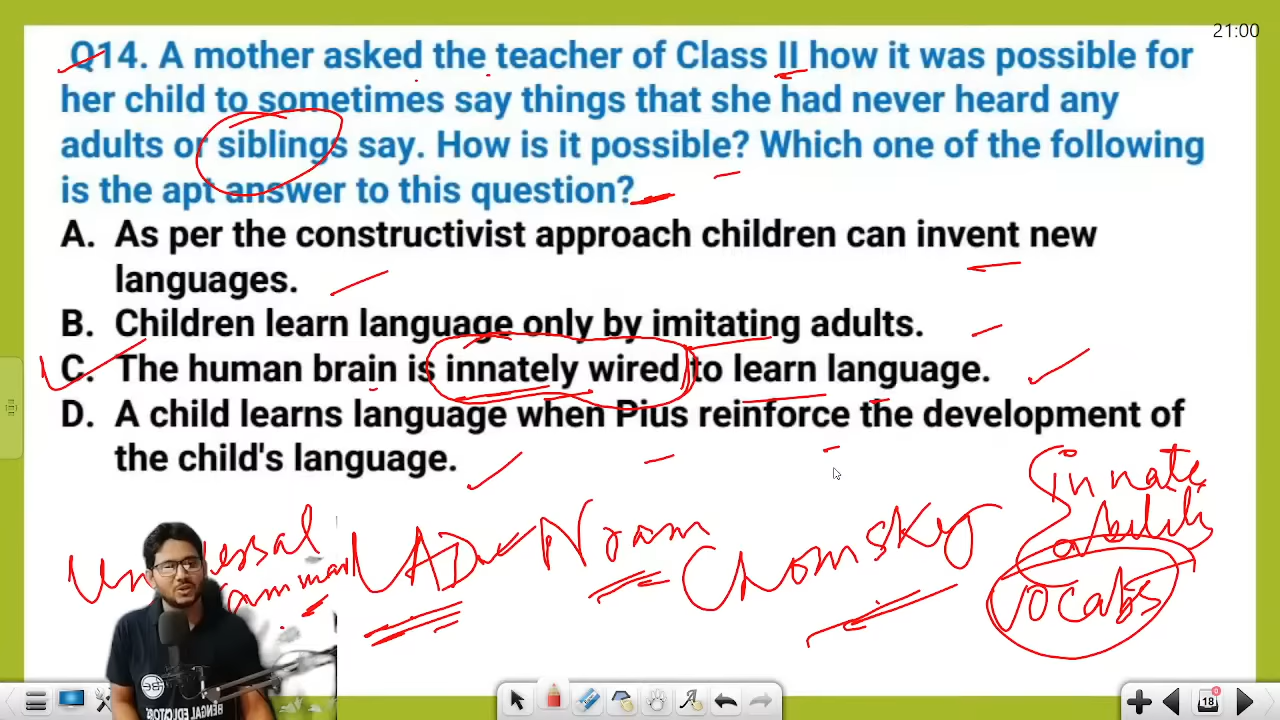 21:00
Q14. A mother asked the teacher of Class II how it was possible for
her child to sometimes say things that she had never heard any
adults or siblings say. How is it possible? Which one of the following
is the apt answer to this question?
A. As per the constructivist approach children can invent new
languages.
B. Children learn language only by imitating adults.
C. The human brain is innately wired to learn language.
D. A child learns language when Pius reinforce the development of
the child's language.
Innate
LAD Noam Chomsky
vocabs
BENGAL EDUCATOR
18